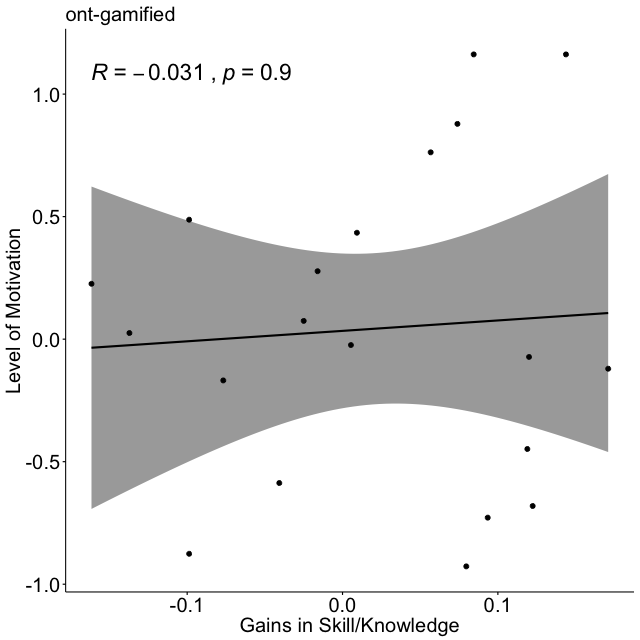 ont-gamified
R = −0.031 , p = 0.9
1.0
0.5
0.0
-0.5
-1.0
Level of Motivation
-0.1
0.0
0.1
Gains in Skill/Knowledge